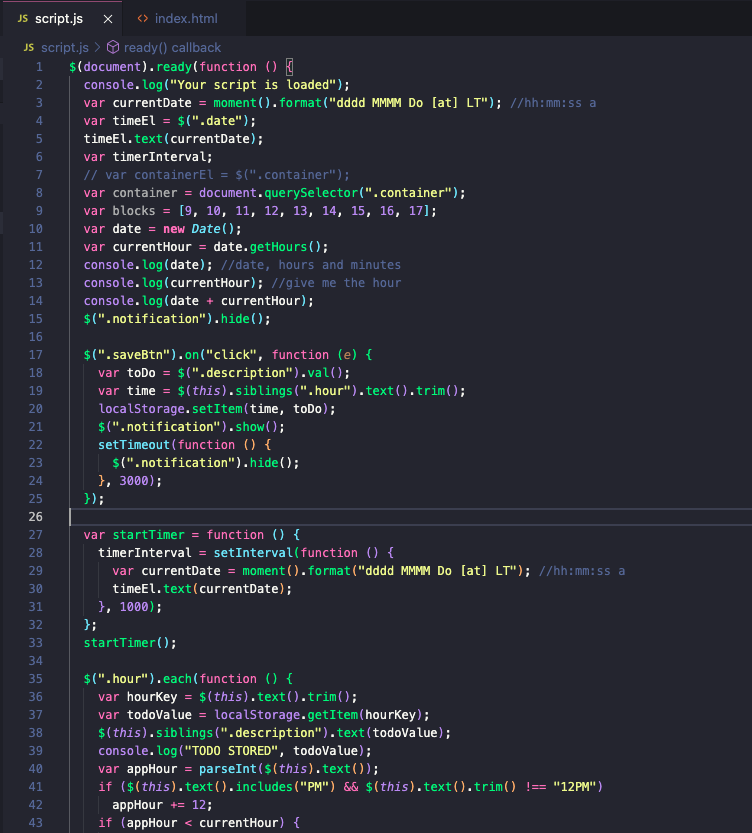 JS script.js × <> index.html
JS script.js > ready() callback
1 $(document).ready(function () {
2 console.log("Your script is loaded");
3 var currentDate = moment().format("dddd MMMM Do [at] LT"); //hh:mm:ss a
4 var timeEl = $(".date");
5 timeEl.text(currentDate);
6 var timerInterval;
7 // var containerEl = $(".container");
8 var container = document.querySelector(".container");
9 var blocks = [9, 10, 11, 12, 13, 14, 15, 16, 17];
10 var date = new Date();
11 var currentHour = date.getHours();
12 console.log(date); //date, hours and minutes
13 console.log(currentHour); //give me the hour
14 console.log(date + currentHour);
15 $(".notification").hide();
16
17 $(".saveBtn").on("click", function (e) {
18 var toDo = $(".description").val();
19 var time = $(this).siblings(".hour").text().trim();
20 localStorage.setItem(time, toDo);
21 $(".notification").show();
22 setTimeout(function () {
23 $(".notification").hide();
24 }, 3000);
25 });
26
27 var startTimer = function () {
28 timerInterval = setInterval(function () {
29 var currentDate = moment().format("dddd MMMM Do [at] LT"); //hh:mm:ss a
30 timeEl.text(currentDate);
31 }, 1000);
32 };
33 startTimer();
34
35 $(".hour").each(function () {
36 var hourKey = $(this).text().trim();
37 var todoValue = localStorage.getItem(hourKey);
38 $(this).siblings(".description").text(todoValue);
39 console.log("TODO STORED", todoValue);
40 var appHour = parseInt($(this).text());
41 if ($(this).text().includes("PM") && $(this).text().trim() !== "12PM")
42 appHour += 12;
43 if (appHour < currentHour) {